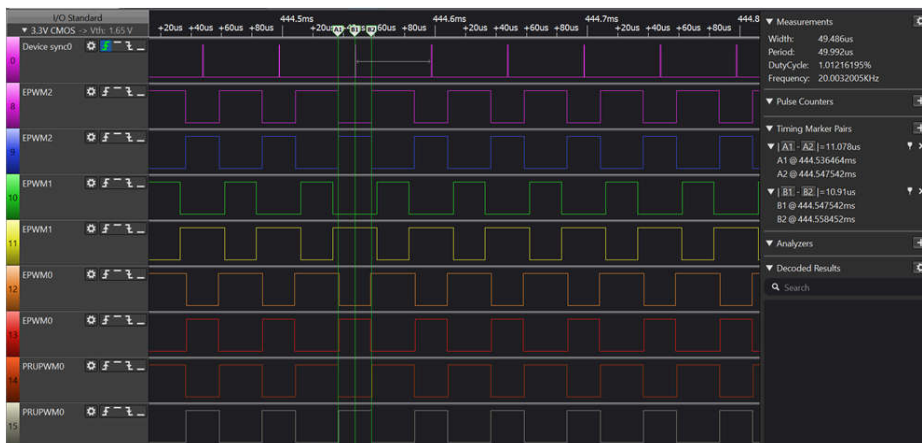 I/O Standard
▼ 3.3V CMOS -> Vth: 1.65 V
444.5ms 444.6ms 444.7ms 444.8
+20us +40us +60us +80us +20us +60us +80us +20us +40us +60us +80us +20us +40us +60us +80us
A1 B1 B2
0 Device sync0
8 EPWM2
9 EPWM2
10 EPWM1
11 EPWM1
12 EPWM0
13 EPWM0
14 PRUPWM0
15 PRUPWM0
▼ Measurements
Width: 49.486us
Period: 49.992us
DutyCycle: 1.01216195%
Frequency: 20.0032005KHz
▼ Pulse Counters
▼ Timing Marker Pairs
▼ | A1 - A2 |=11.078us
A1 @ 444.536464ms
A2 @ 444.547542ms
▼ | B1 - B2 |=10.91us
B1 @ 444.547542ms
B2 @ 444.558452ms
▼ Analyzers
▼ Decoded Results
Search